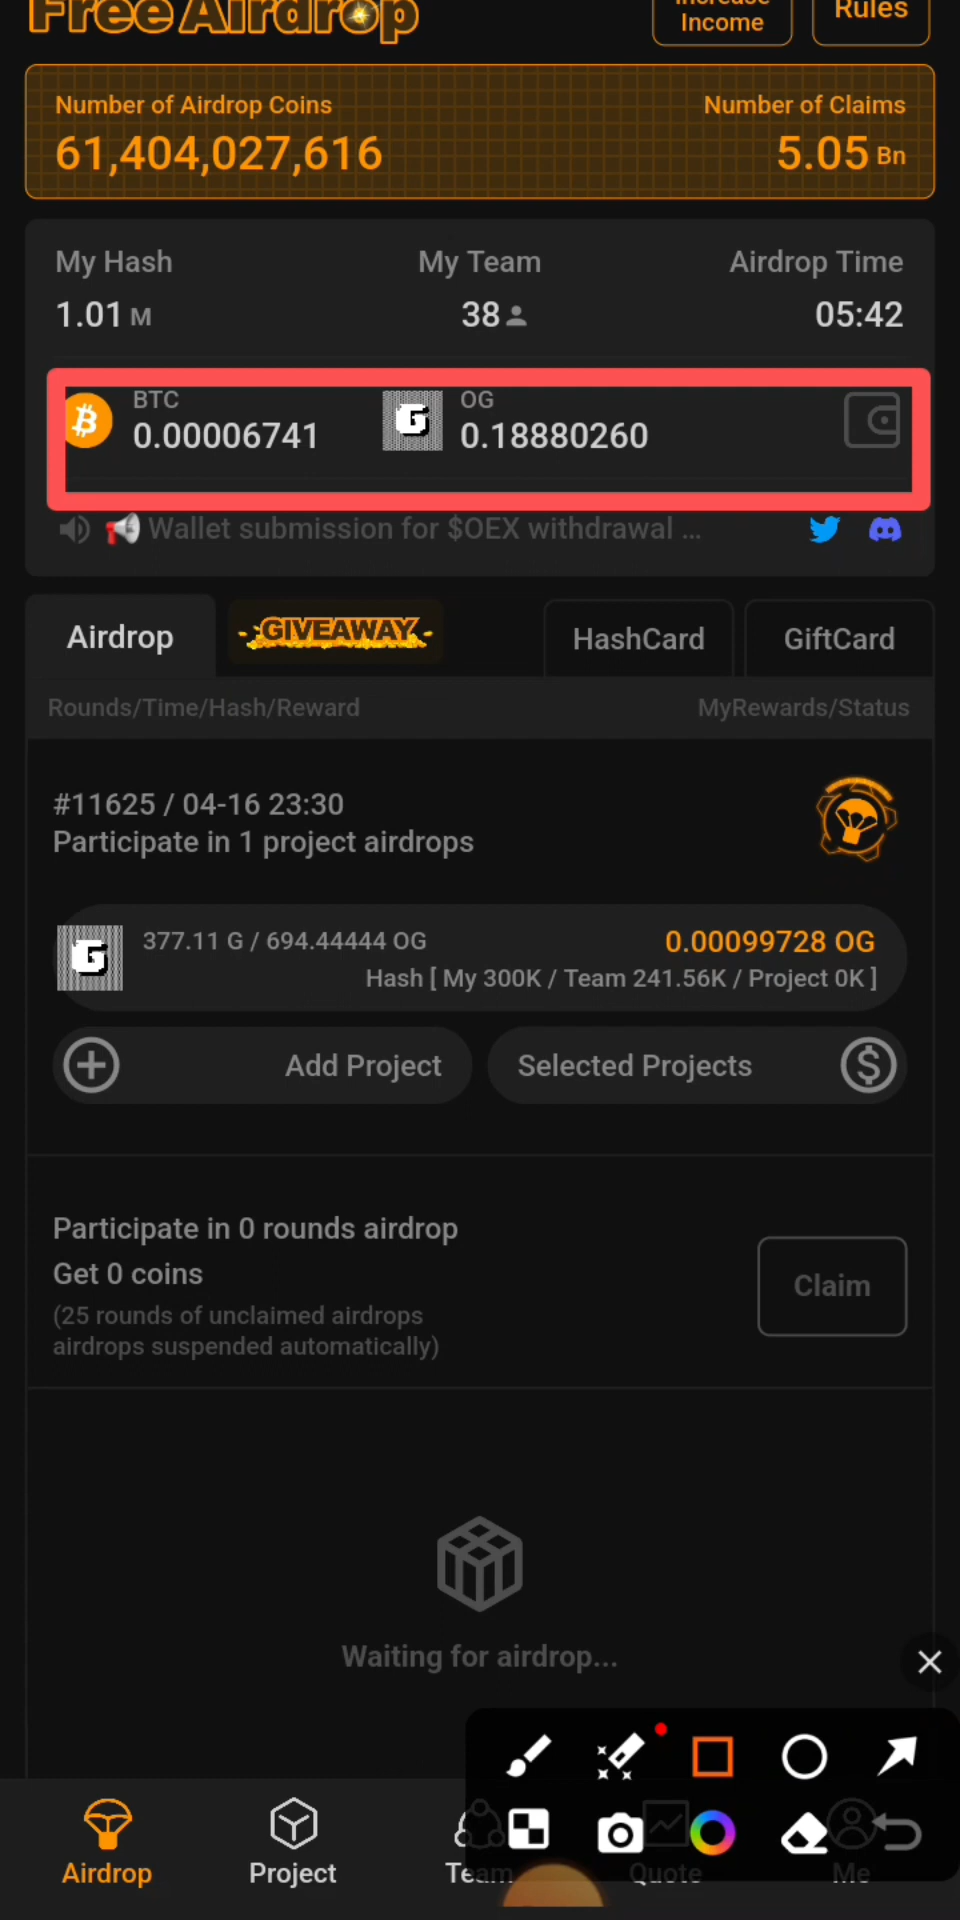 Free Airdrop
Increase
Income
Rules
Number of Airdrop Coins
Number of Claims
61,404,027,616
5.05 Bn
My Hash
My Team
Airdrop Time
1.01 M
38
05:42
BTC
0.00006741
G
OG
0.18880260
Wallet submission for $OEX withdrawal ...
Airdrop
GIVEAWAY
HashCard
GiftCard
Rounds/Time/Hash/Reward
MyRewards/Status
#11625 / 04-16 23:30
Participate in 1 project airdrops
G
377.11 G / 694.44444 OG
0.00099728 OG
Hash [ My 300K / Team 241.56K / Project 0K ]
Add Project
Selected Projects
Participate in 0 rounds airdrop
Get 0 coins
(25 rounds of unclaimed airdrops
airdrops suspended automatically)
Claim
Waiting for airdrop...
Airdrop
Project
Team
Quote
Me